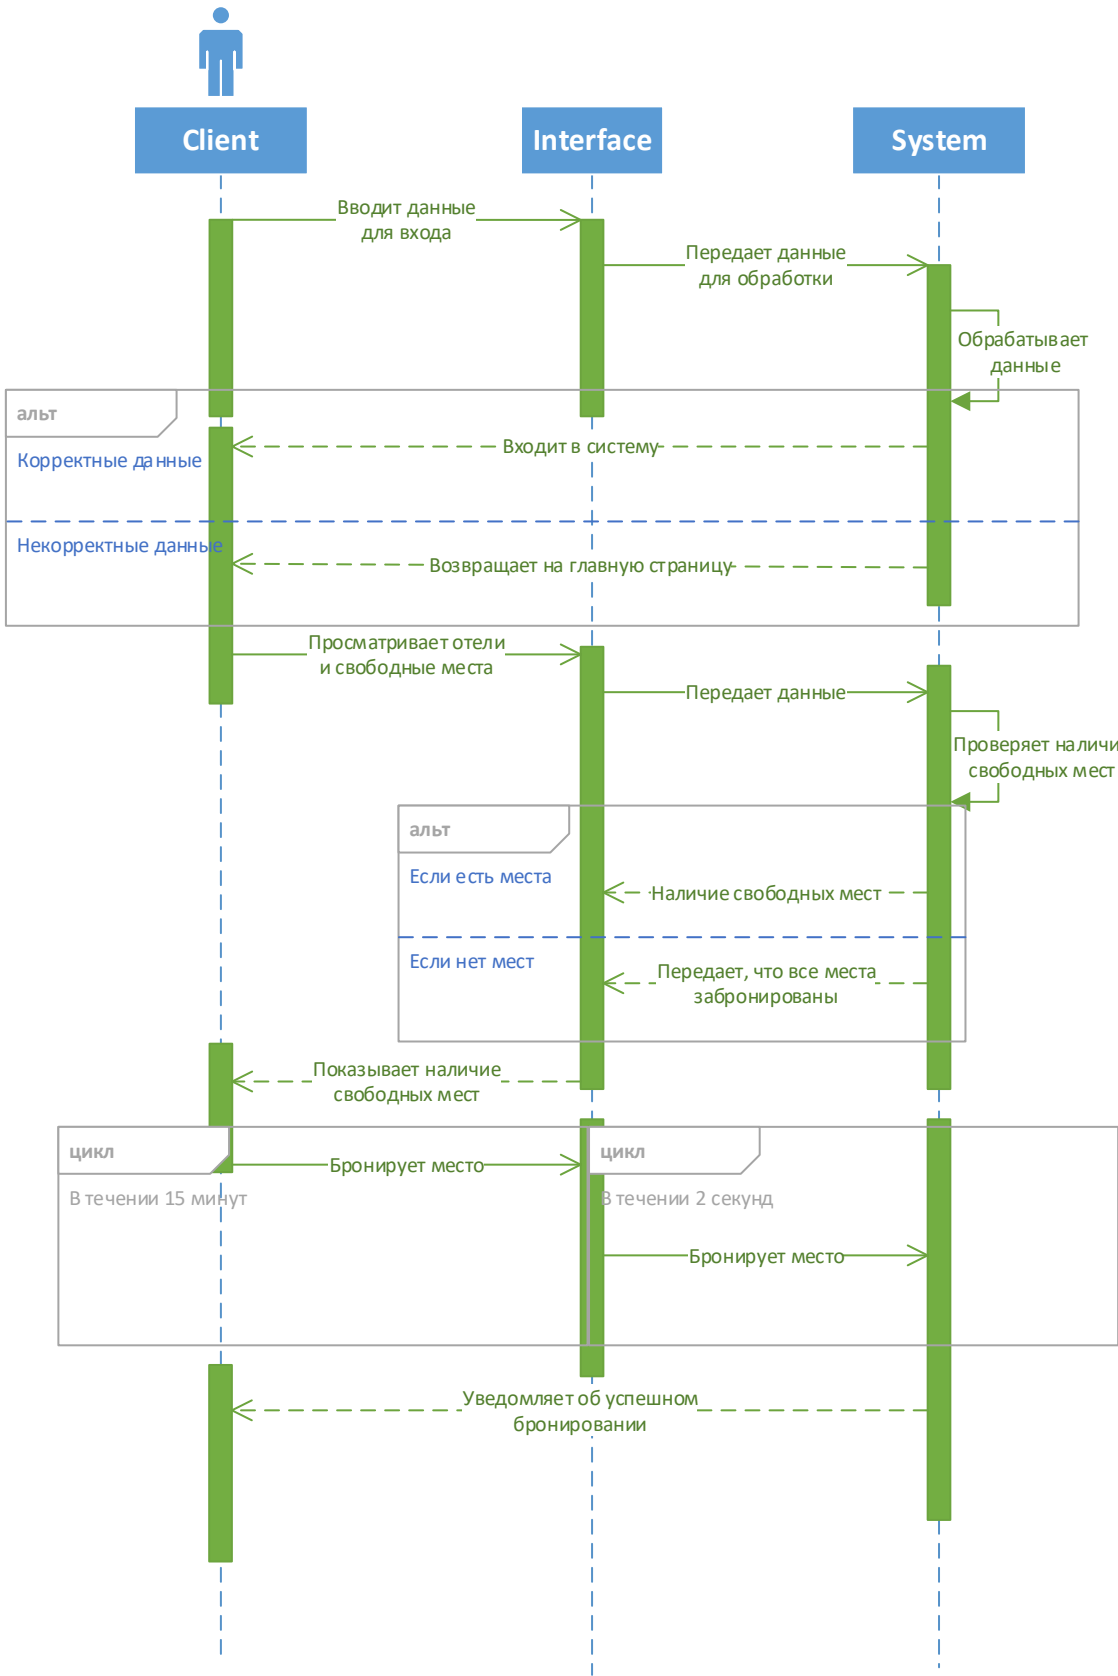 Client
Interface
System
Вводит данные
для входа
Передает данные
для обработки
Обрабатывает
данные
альт
Входит в систему
Корректные данные
Некорректные данные
Возвращает на главную страницу
Просматривает отели
и свободные места
Передает данные
Проверяет наличи
свободных мест
альт
Если есть места
Наличие свободных мест
Если нет мест
Передает, что все места
забронированы
Показывает наличие
свободных мест
цикл
цикл
Бронирует место
В течении 15 минут
В течении 2 секунд
Бронирует место
Уведомляет об успешном
бронировании